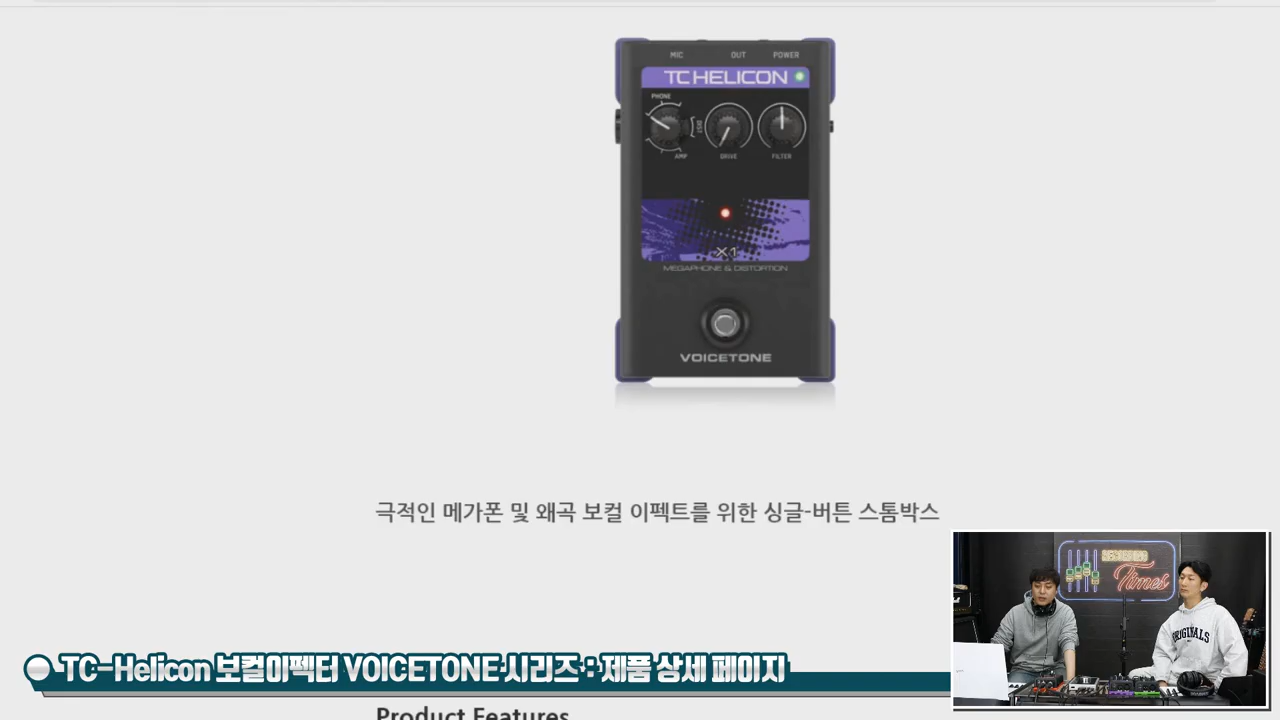 MIC OUT POWER
TC HELICON
PHONE
DIST
AMP DRIVE FILTER
X1
MEGAPHONE & DISTORTION
VOICETONE
극적인 메가폰 및 왜곡 보컬 이펙트를 위한 싱글-버튼 스톰박스
Times
ORIGINALS
TC-Helicon 보컬이펙터 VOICETONE 시리즈 : 제품 상세 페이지
Product Features